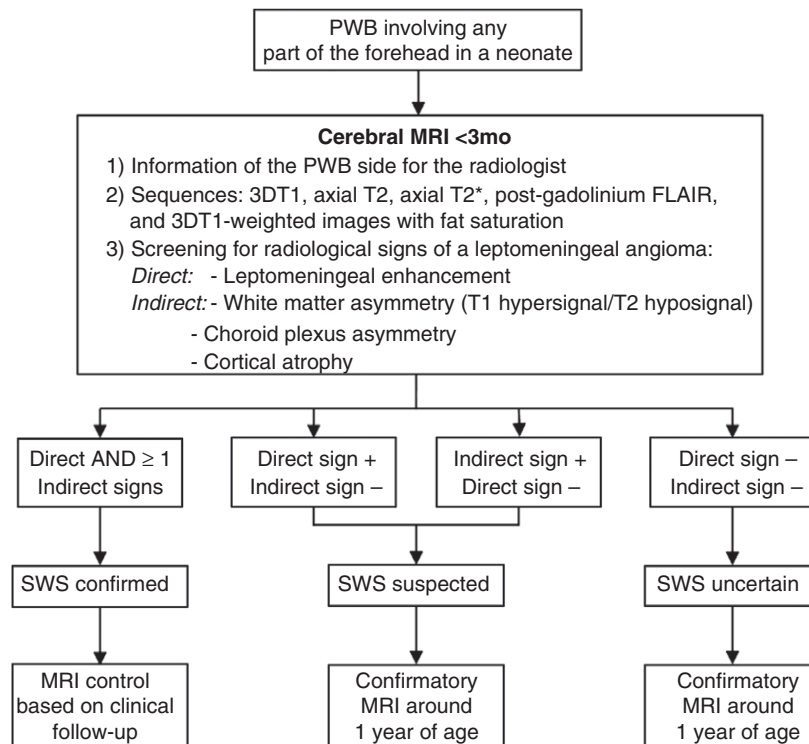 PWB involving any
part of the forehead in a neonate
Cerebral MRI <3mo
1) Information of the PWB side for the radiologist
2) Sequences: 3DT1, axial T2, axial T2*, post-gadolinium FLAIR,
and 3DT1-weighted images with fat saturation
3) Screening for radiological signs of a leptomeningeal angioma:
Direct: - Leptomeningeal enhancement
Indirect: - White matter asymmetry (T1 hypersignal/T2 hyposignal)
- Choroid plexus asymmetry
- Cortical atrophy
Direct AND ≥ 1
Indirect signs
Direct sign +
Indirect sign –
Indirect sign +
Direct sign –
Direct sign –
Indirect sign –
SWS confirmed
SWS suspected
SWS uncertain
MRI control
based on clinical
follow-up
Confirmatory
MRI around
1 year of age
Confirmatory
MRI around
1 year of age